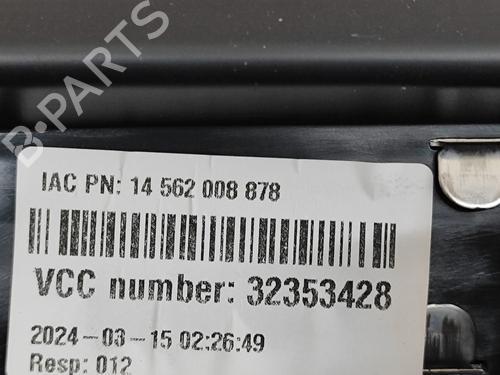 IAC PN: 14 562 008 878
VCC number: 32353428
2024-03-15 02:26:49
Resp: 012
B-PARTS